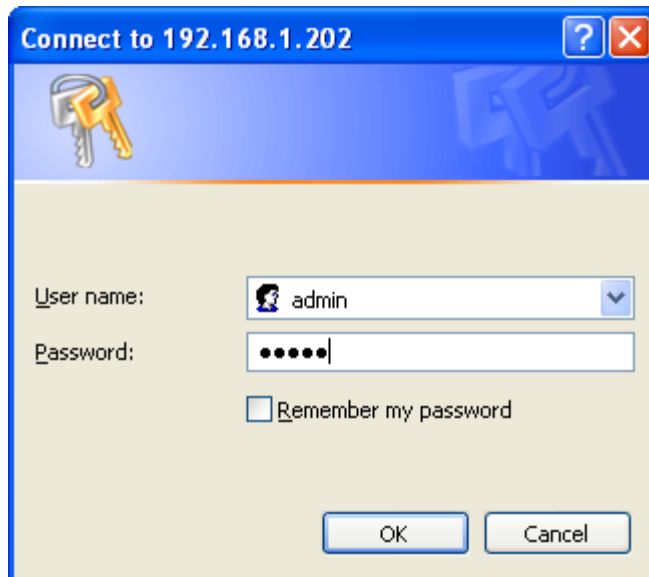 Connect to 192.168.1.202
User name:
admin
Password:
●●●●●
Remember my password
OK
Cancel